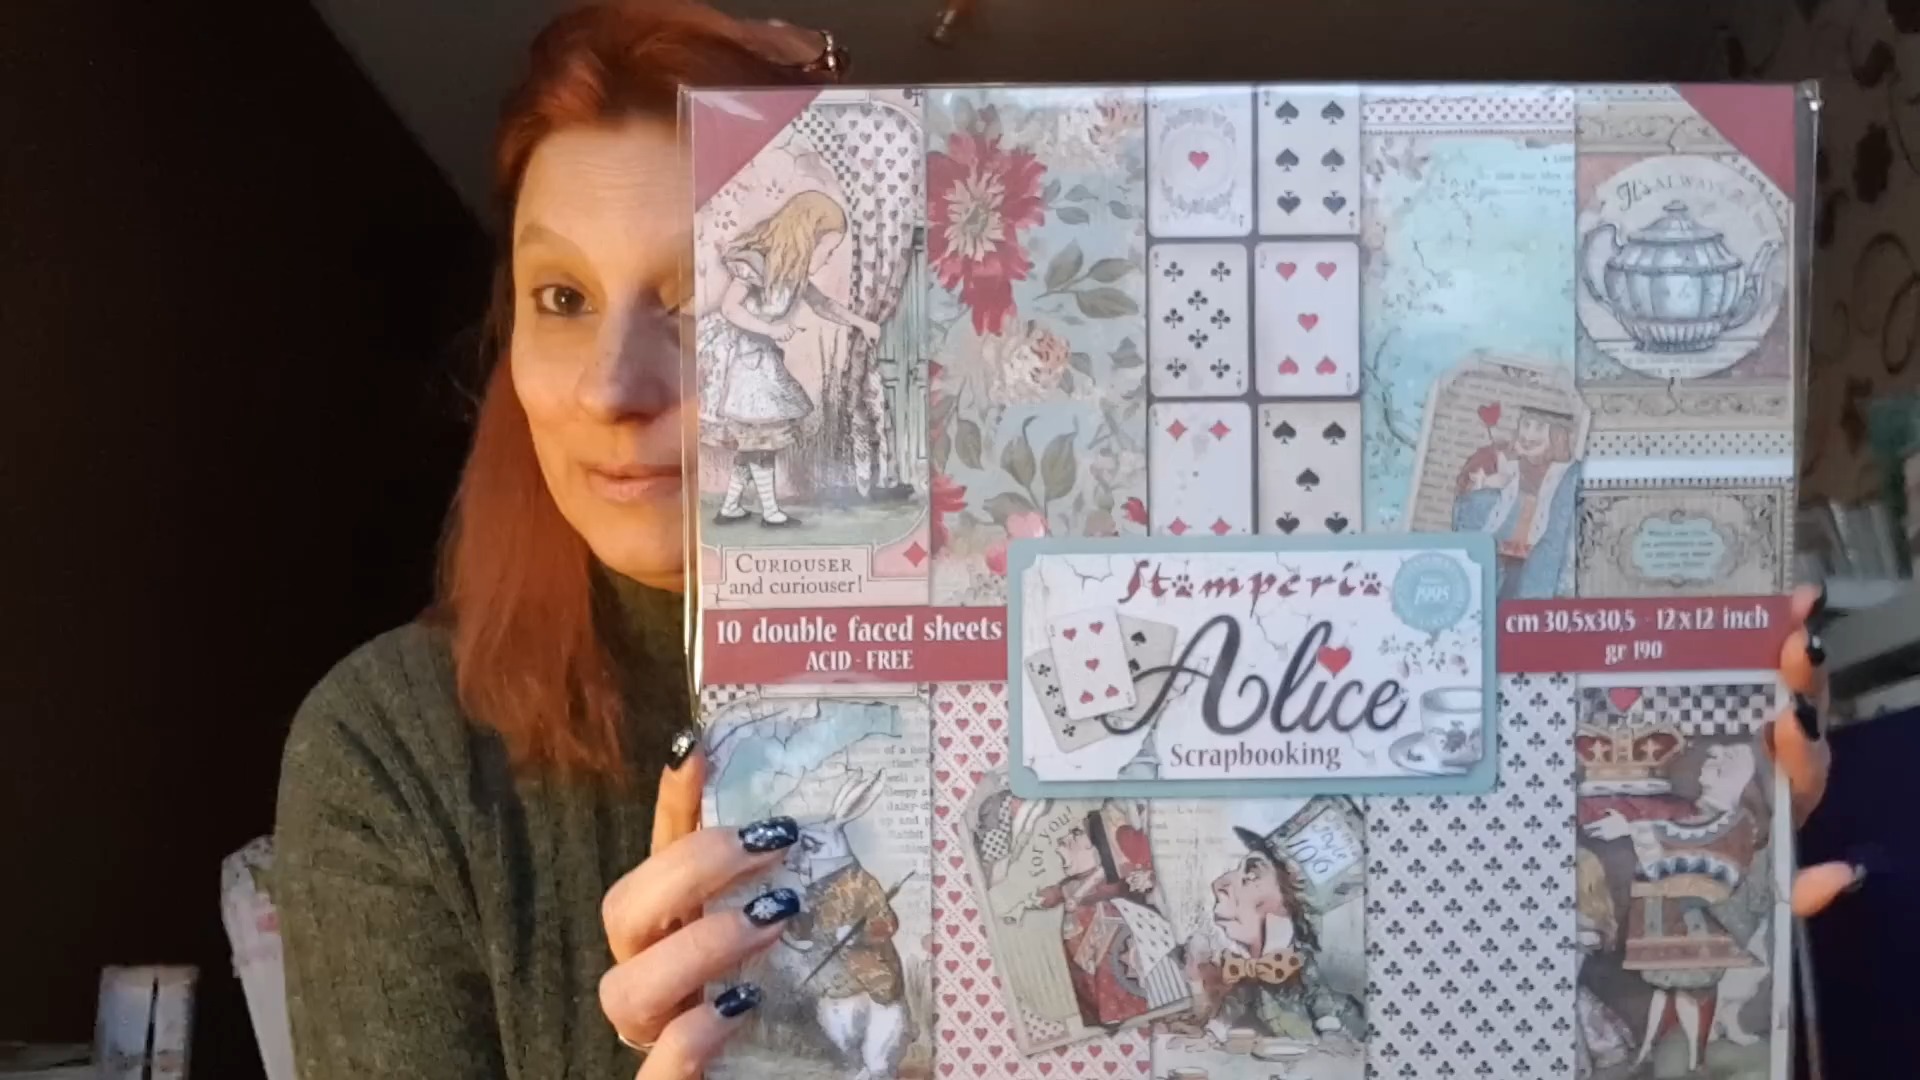 It's ALWAYS
CURIOUSER
and curiouser!
10 double faced sheets
ACID - FREE
Stamperia
1995
Alice
Scrapbooking
cm 30,5x30,5 - 12x12 inch
gr 190
for you!